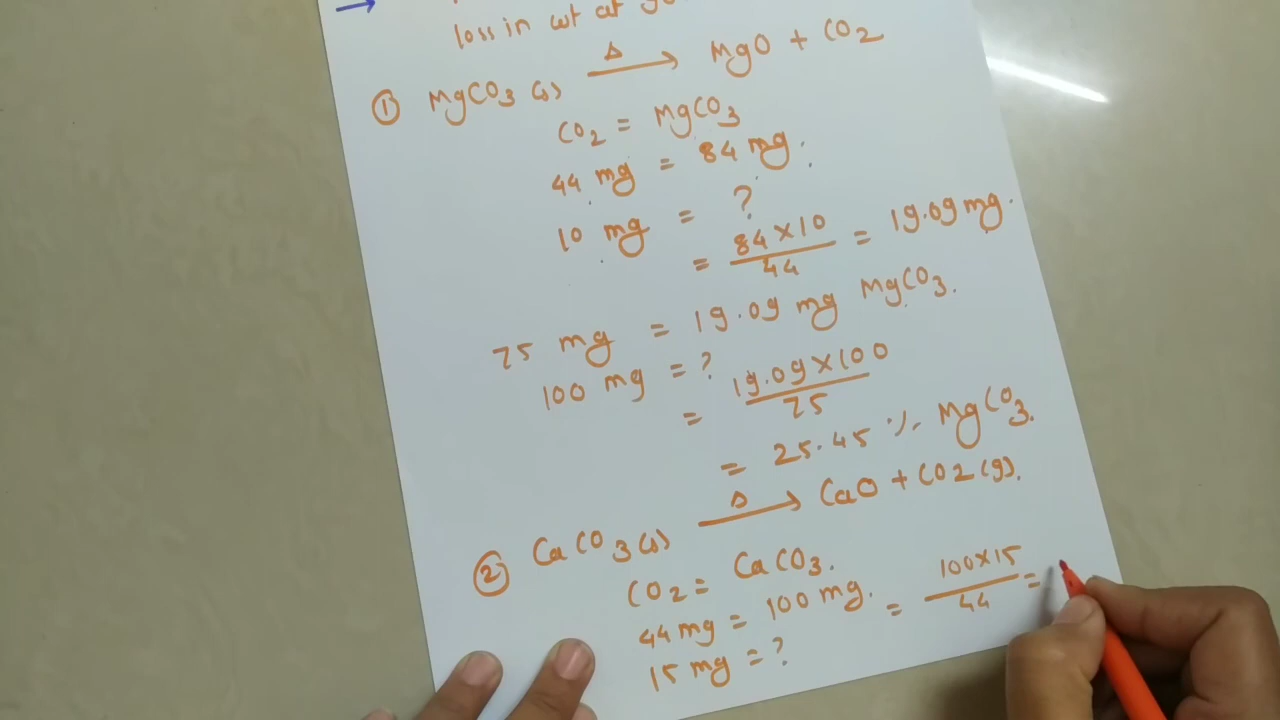 loss in wt at
① MgCO3 (s) Δ → MgO + CO2
CO2 = MgCO3
44 mg = 84 mg.
10 mg = ?
= 84 × 10 / 44 = 19.09 mg.
75 mg = 19.09 mg MgCO3.
100 mg = ?
= 19.09 × 100 / 75
= 25.45 % MgCO3.
② CaCO3 (s) Δ → CaO + CO2 (g).
CO2 = CaCO3.
44 mg = 100 mg.
15 mg = ?
= 100 × 15 / 44 =